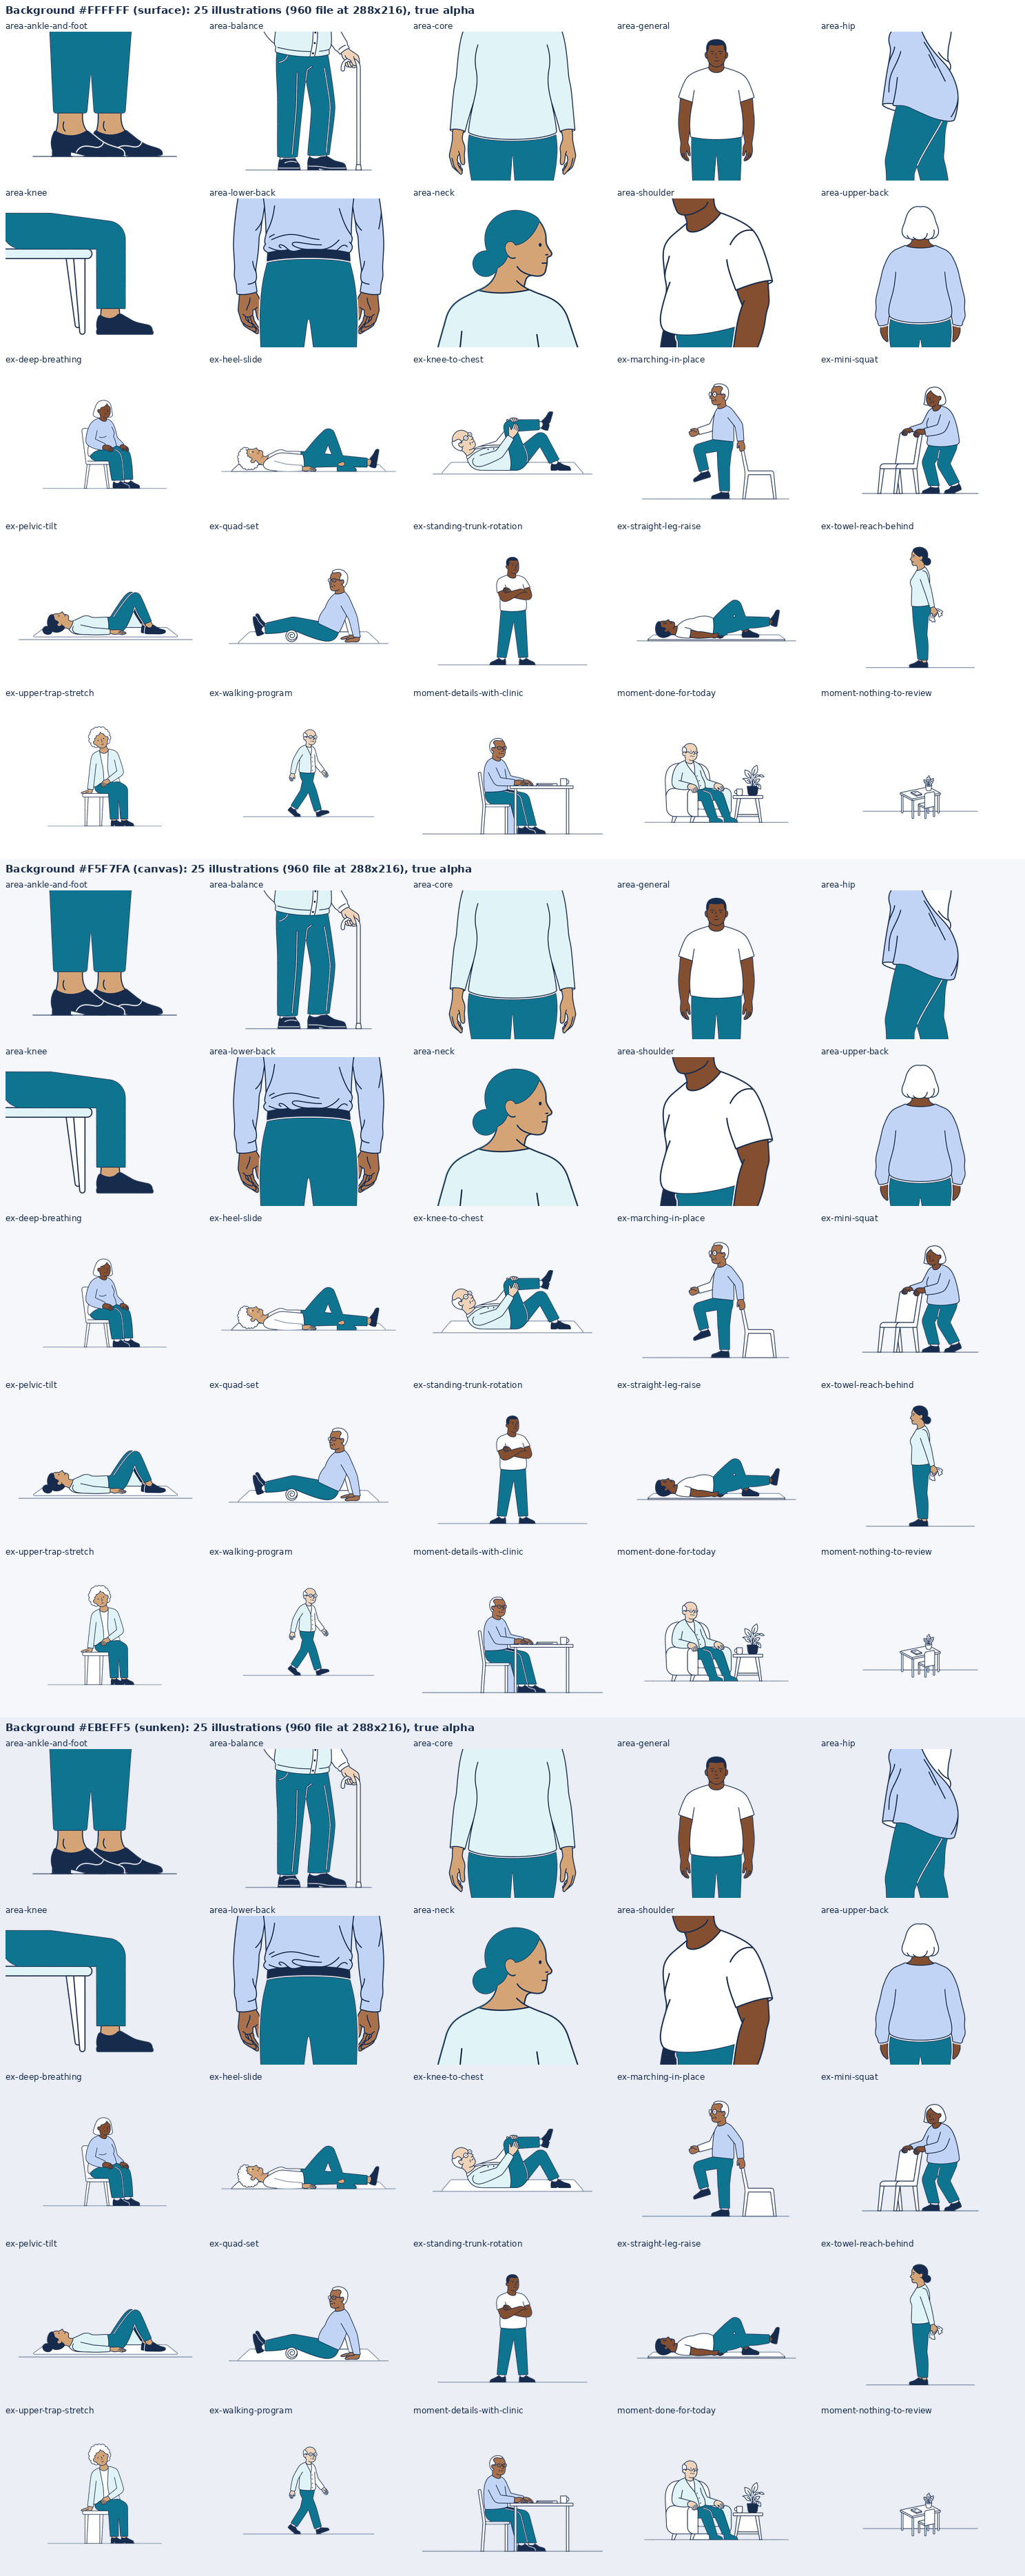 Background #FFFFFF (surface): 25 illustrations (960 file at 288x216), true alpha
area-ankle-and-foot area-balance area-core area-general area-hip
area-knee area-lower-back area-neck area-shoulder area-upper-back
ex-deep-breathing ex-heel-slide ex-knee-to-chest ex-marching-in-place ex-mini-squat
ex-pelvic-tilt ex-quad-set ex-standing-trunk-rotation ex-straight-leg-raise ex-towel-reach-behind
ex-upper-trap-stretch ex-walking-program moment-details-with-clinic moment-done-for-today moment-nothing-to-review
Background #F5F7FA (canvas): 25 illustrations (960 file at 288x216), true alpha
area-ankle-and-foot area-balance area-core area-general area-hip
area-knee area-lower-back area-neck area-shoulder area-upper-back
ex-deep-breathing ex-heel-slide ex-knee-to-chest ex-marching-in-place ex-mini-squat
ex-pelvic-tilt ex-quad-set ex-standing-trunk-rotation ex-straight-leg-raise ex-towel-reach-behind
ex-upper-trap-stretch ex-walking-program moment-details-with-clinic moment-done-for-today moment-nothing-to-review
Background #EBEFF5 (sunken): 25 illustrations (960 file at 288x216), true alpha
area-ankle-and-foot area-balance area-core area-general area-hip
area-knee area-lower-back area-neck area-shoulder area-upper-back
ex-deep-breathing ex-heel-slide ex-knee-to-chest ex-marching-in-place ex-mini-squat
ex-pelvic-tilt ex-quad-set ex-standing-trunk-rotation ex-straight-leg-raise ex-towel-reach-behind
ex-upper-trap-stretch ex-walking-program moment-details-with-clinic moment-done-for-today moment-nothing-to-review